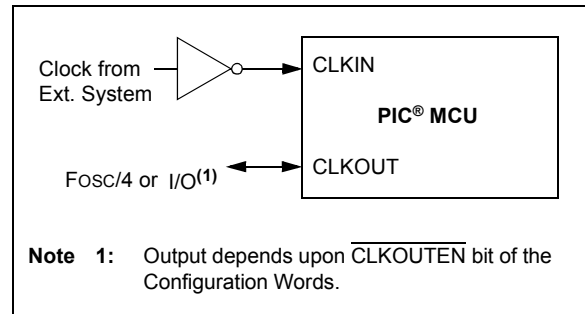 Clock from
Ext. System
CLKIN
PIC® MCU
FOSC/4 or I/O(1)
CLKOUT
Note 1: Output depends upon CLKOUTEN bit of the
Configuration Words.